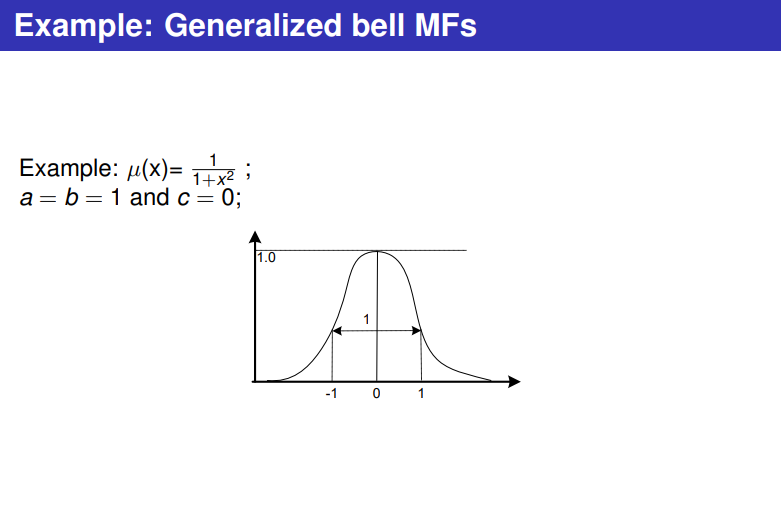 Example: Generalized bell MFs
Example: μ(x)= 1/(1+x²) ;
a = b = 1 and c = 0;
1.0
1
-1 0 1